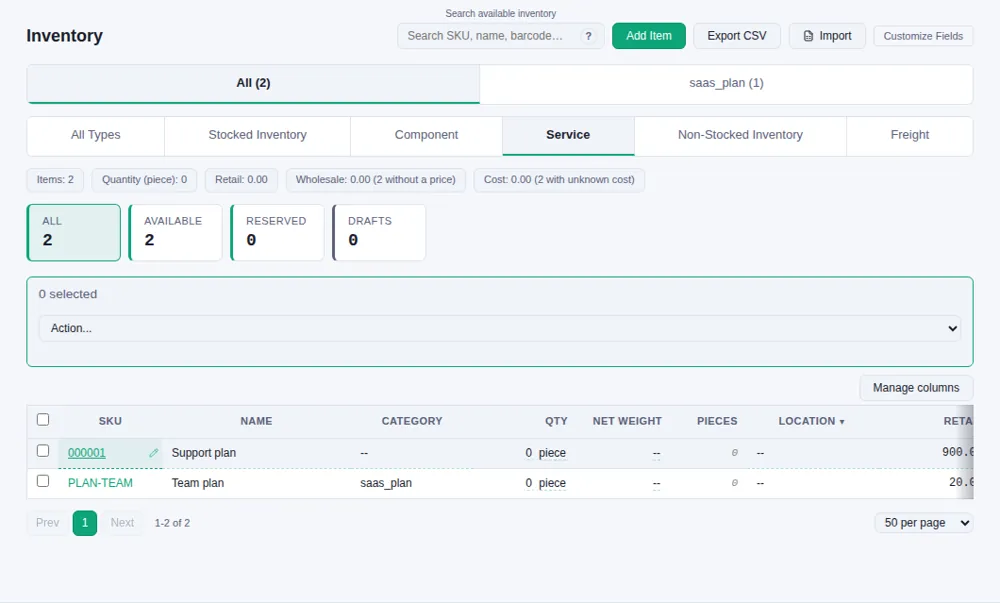 Search available inventory
Inventory
Search SKU, name, barcode… ?
Add Item
Export CSV
Import
Customize Fields
All (2)
saas_plan (1)
All Types
Stocked Inventory
Component
Service
Non-Stocked Inventory
Freight
Items: 2
Quantity (piece): 0
Retail: 0.00
Wholesale: 0.00 (2 without a price)
Cost: 0.00 (2 with unknown cost)
ALL
2
AVAILABLE
2
RESERVED
0
DRAFTS
0
0 selected
Action...
Manage columns
SKU NAME CATEGORY QTY NET WEIGHT PIECES LOCATION ▾ RETA
000001 Support plan -- 0 piece -- 0 -- 900.0
PLAN-TEAM Team plan saas_plan 0 piece -- 0 -- 20.0
Prev 1 Next 1-2 of 2
50 per page